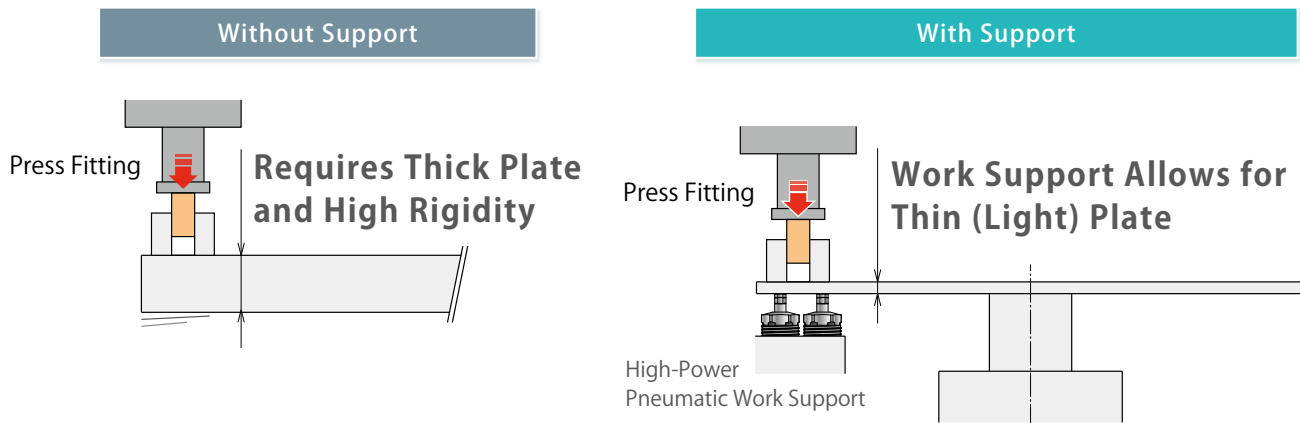 Without Support
Press Fitting
Requires Thick Plate
and High Rigidity
With Support
Press Fitting
Work Support Allows for
Thin (Light) Plate
High-Power
Pneumatic Work Support